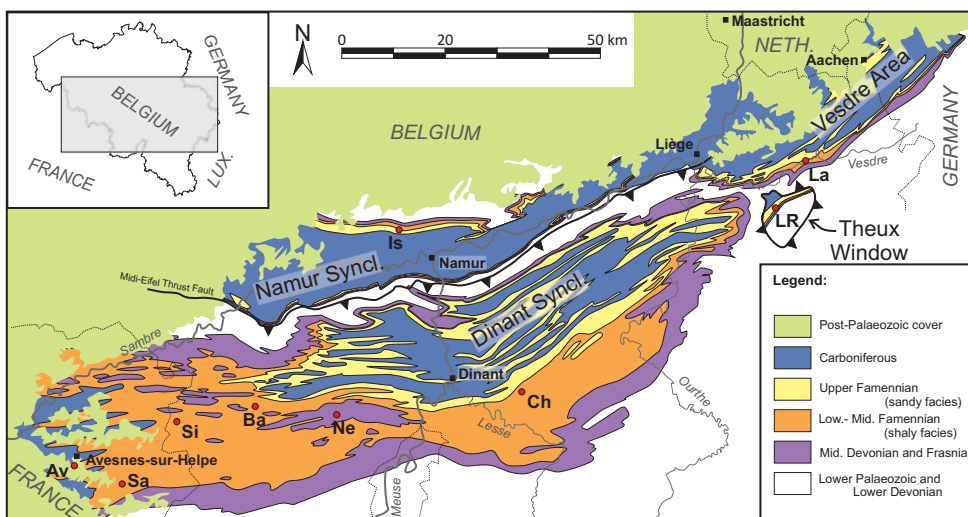 GERMANY
BELGIUM
FRANCE
LUX.
N
0 20 50 km
Maastricht
NETH.
Aachen
BELGIUM
Vesdre Area
GERMANY
Liège
Vesdre
La
LR
Theux
Window
Is
Namur
Namur Syncl.
Midi-Eifel Thrust Fault
Dinant Syncl.
Sambre
Dinant
Ourthe
Ch
Lesse
Ba
Ne
Si
Avesnes-sur-Helpe
Av
Sa
FRANCE
Meuse
Legend:
Post-Palaeozoic cover
Carboniferous
Upper Famennian
(sandy facies)
Low.- Mid. Famennian
(shaly facies)
Mid. Devonian and Frasnia
Lower Palaeozoic and
Lower Devonian